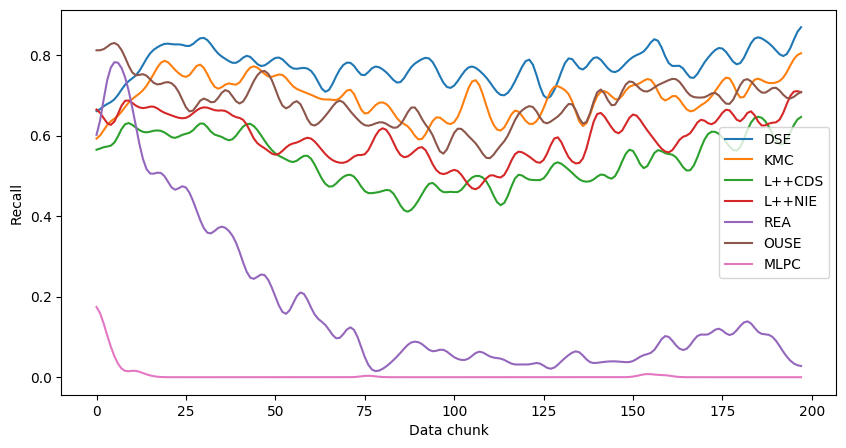 Recall
0.8
0.6
0.4
0.2
0.0
0
25
50
75
100
125
150
175
200
Data chunk
DSE
KMC
L++CDS
L++NIE
REA
OUSE
MLPC